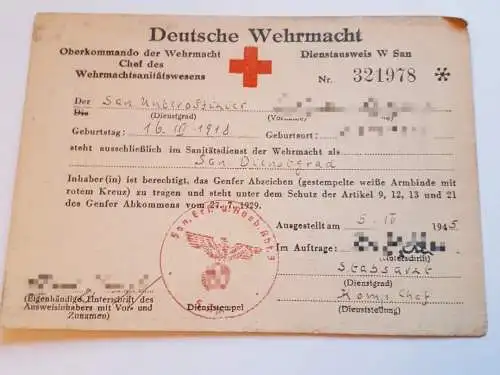 Deutsche Wehrmacht
Oberkommando der Wehrmacht
Chef des
Wehrmachtsanitätswesens
Dienstausweis W San
Nr. 321978 *
Der San Unteroffizier
Die
(Dienstgrad)
Geburtstag: 16. IV 1918 Geburtsort:
steht ausschließlich im Sanitätsdienst der Wehrmacht als
San Dienstgrad
Inhaber(in) ist berechtigt, das Genfer Abzeichen (gestempelte weiße Armbinde mit
rotem Kreuz) zu tragen und steht unter dem Schutz der Artikel 9, 12, 13 und 21
des Genfer Abkommens vom 27. 7. 1929.
Ausgestellt am 5. IV 1945
Im Auftrage:
(Unterschrift)
Stabsarzt
(Dienstgrad)
Komp. Chef
(Dienststellung)
(Eigenhändige Unterschrift des
Ausweisinhabers mit Vor- und
Zunamen)
Dienststempel